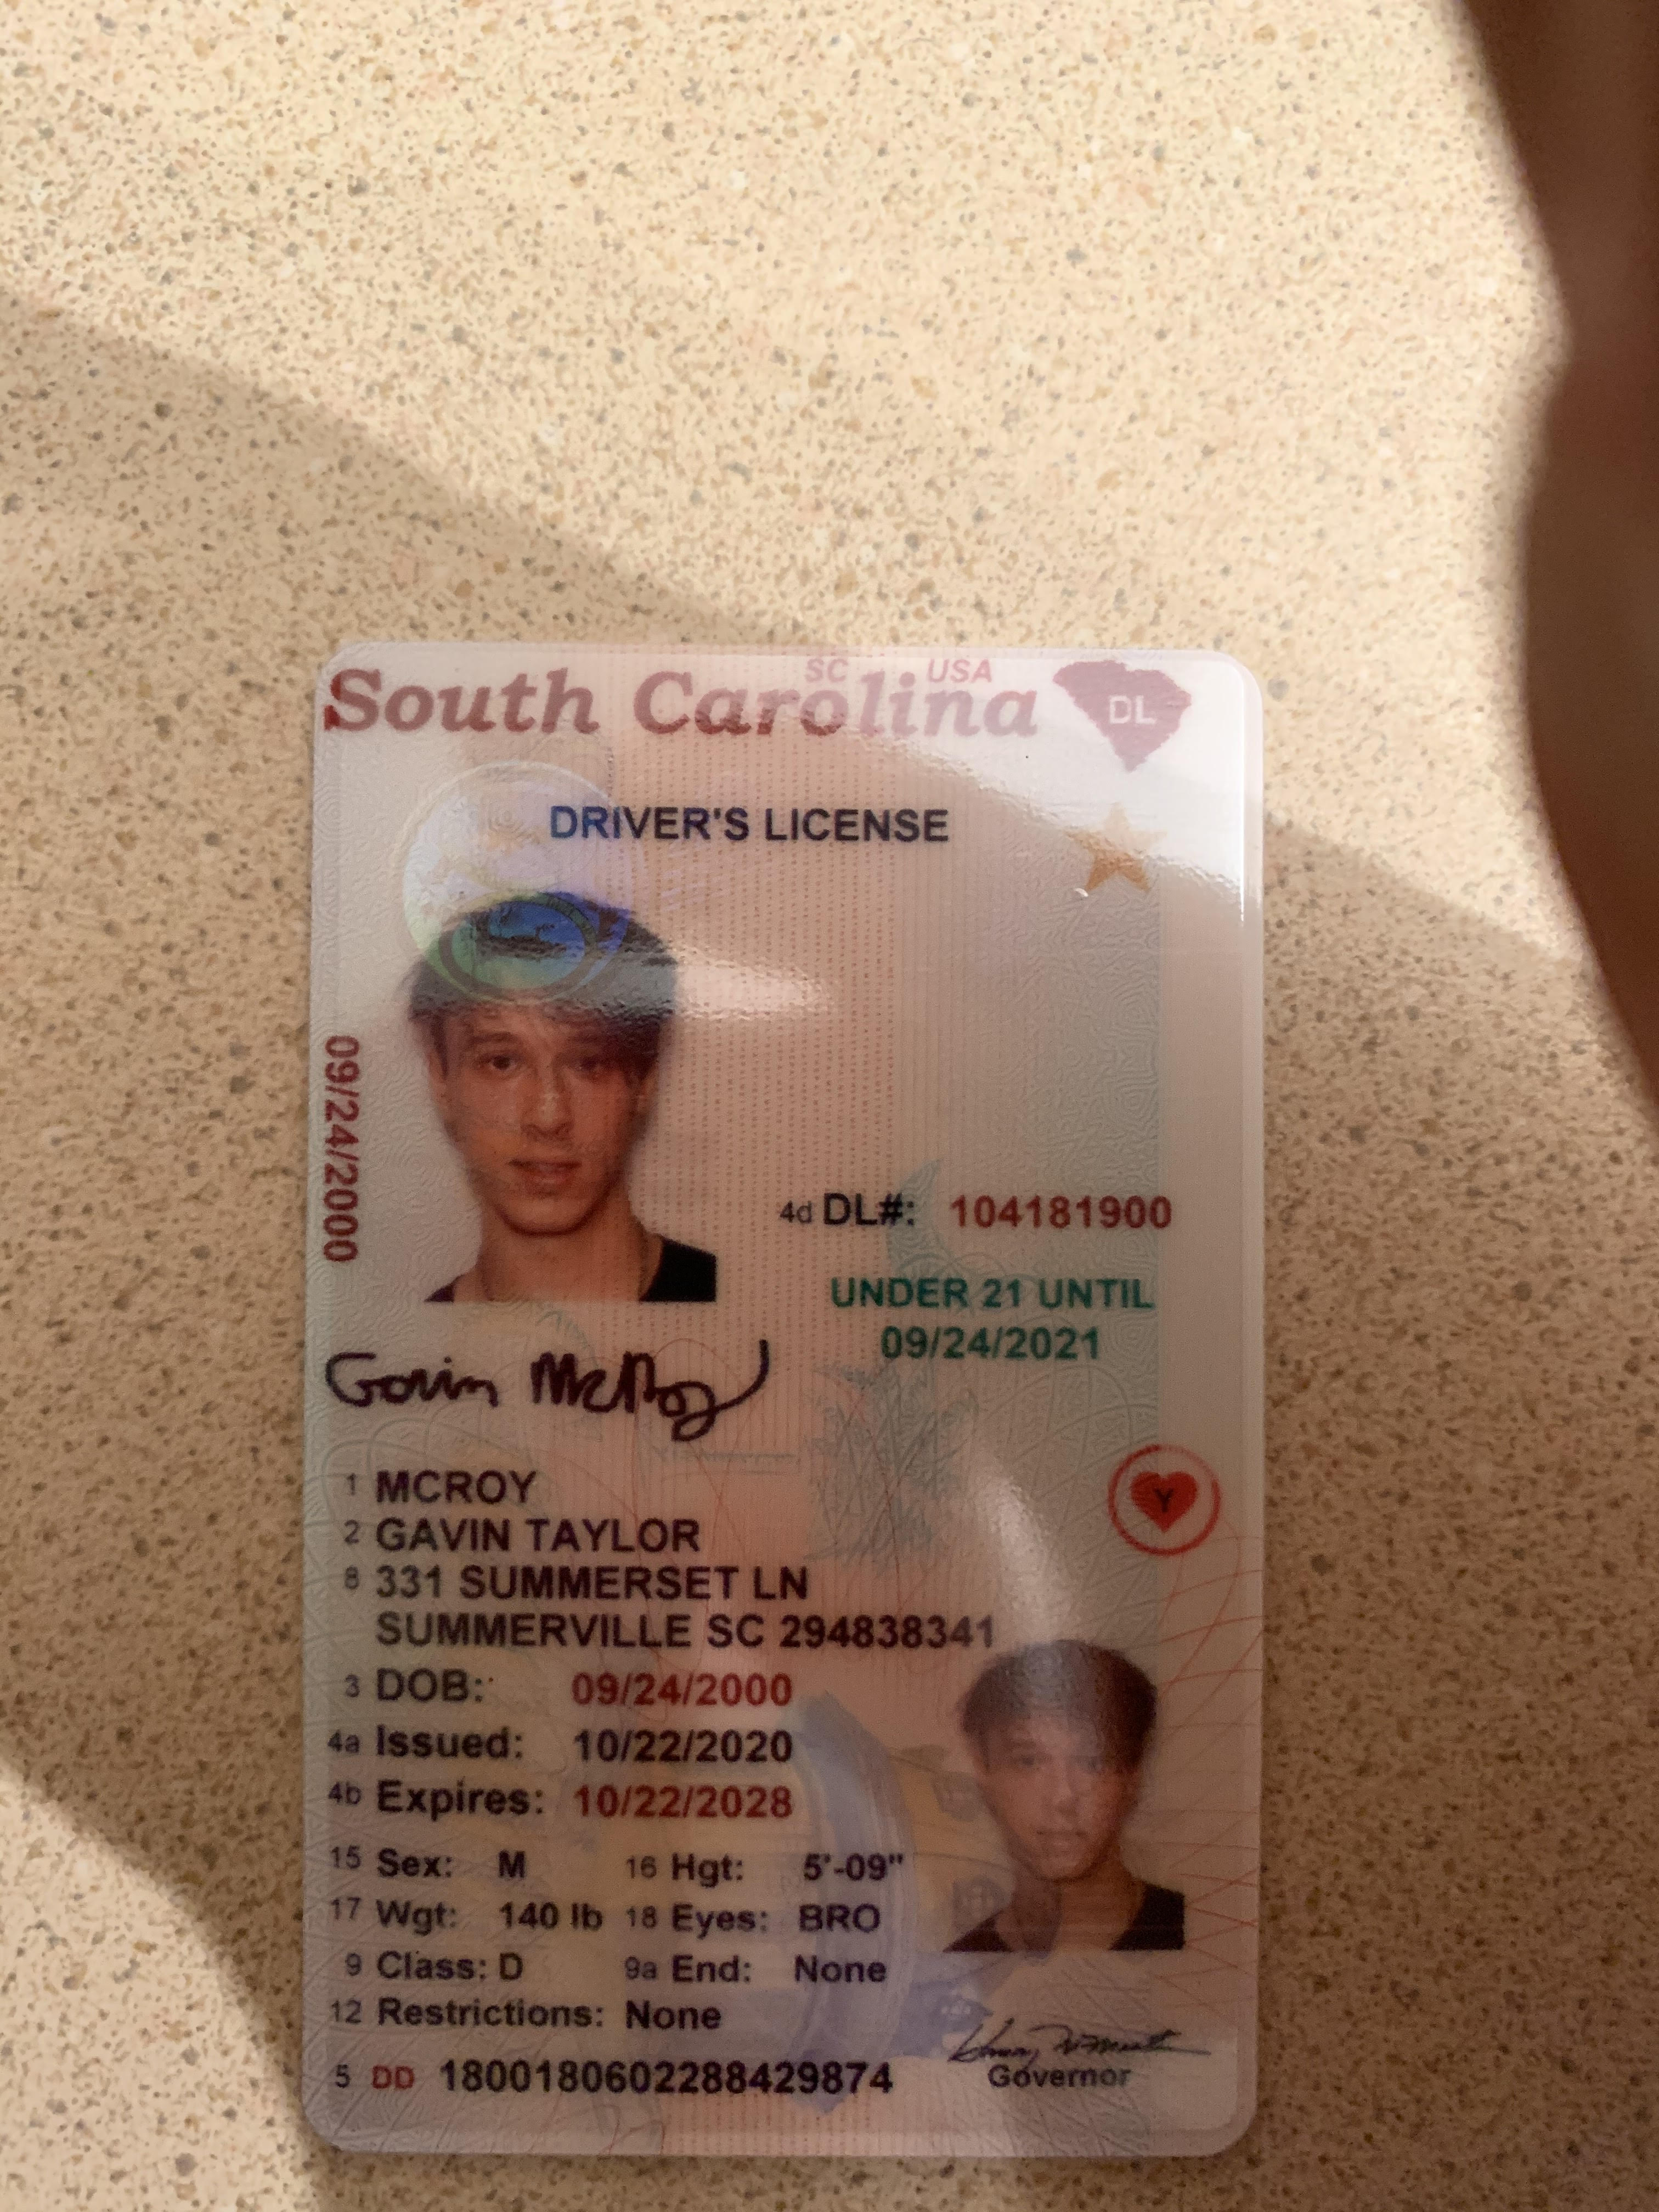 South Carolina
SC USA
DL
DRIVER'S LICENSE
09/24/2000
4d DL#: 104181900
UNDER 21 UNTIL
09/24/2021
Gavin McRoy
1 MCROY
2 GAVIN TAYLOR
8 331 SUMMERSET LN
SUMMERVILLE SC 294838341
Y
3 DOB: 09/24/2000
4a Issued: 10/22/2020
4b Expires: 10/22/2028
15 Sex: M 16 Hgt: 5'-09"
17 Wgt: 140 lb 18 Eyes: BRO
9 Class: D 9a End: None
12 Restrictions: None
5 DD 1800180602288429874
Governor